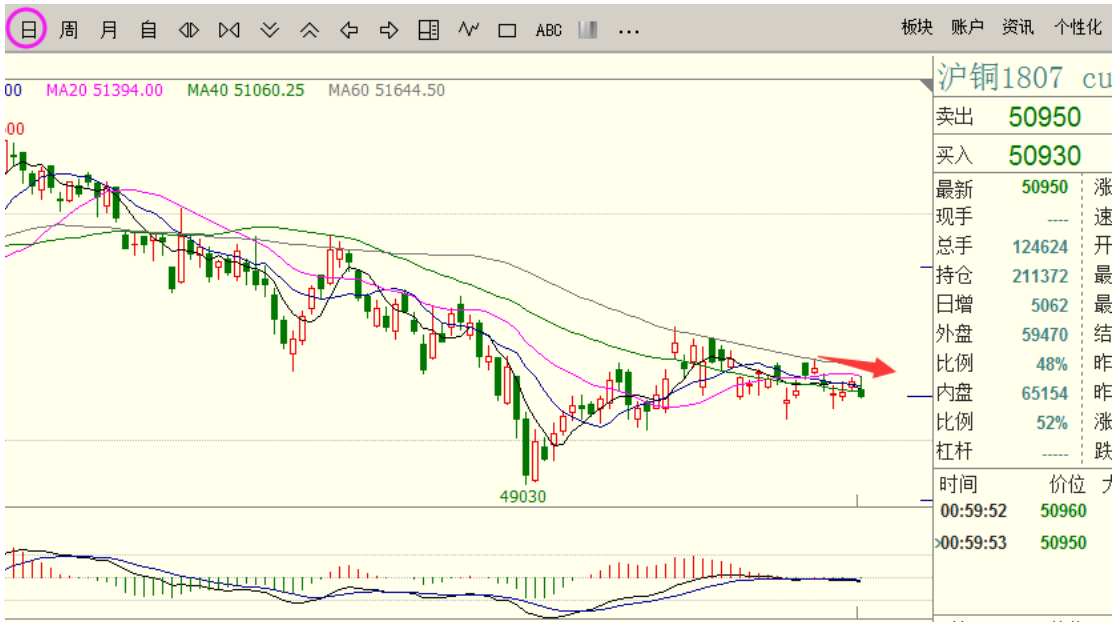 日 周 月 自 ABC ... 板块 账户 资讯 个性化
00 MA20 51394.00 MA40 51060.25 MA60 51644.50
00
49030
沪铜1807 cu
卖出 50950
买入 50930
最新 50950 涨
现手 ---- 速
总手 124624 开
持仓 211372 最
日增 5062 最
外盘 59470 结
比例 48% 昨
内盘 65154 昨
比例 52% 涨
杠杆 ----- 跌
时间 价位
00:59:52 50960
>00:59:53 50950